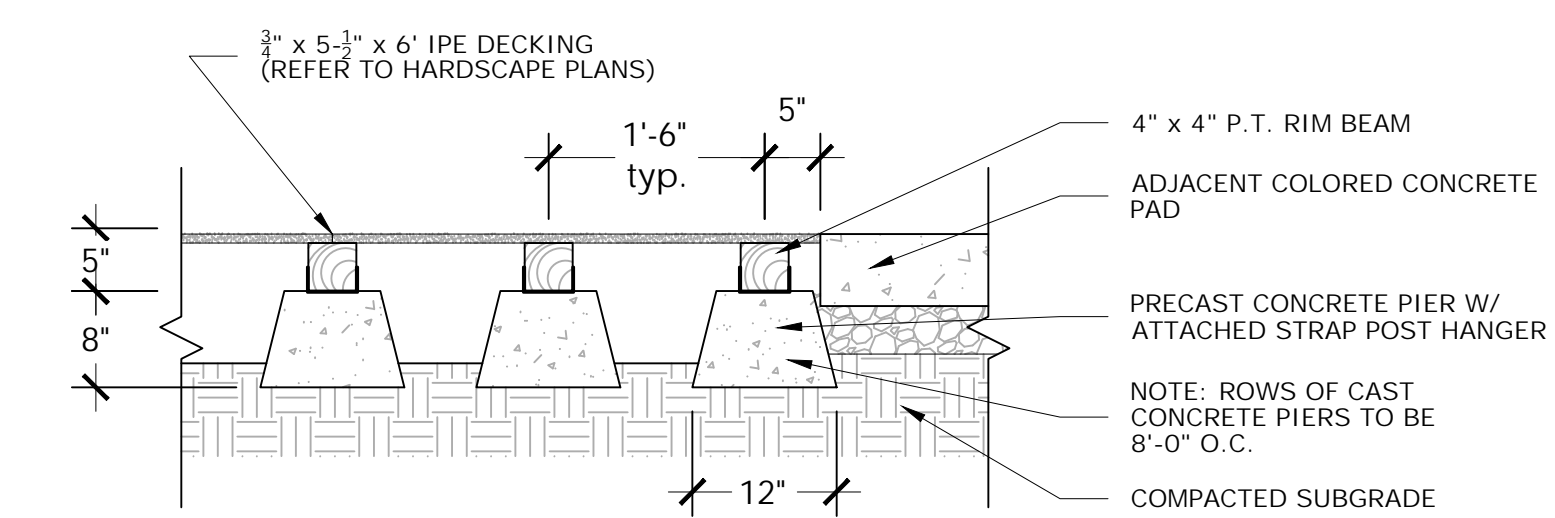 3/4" x 5-1/2" x 6' IPE DECKING
(REFER TO HARDSCAPE PLANS)
5"
1'-6"
typ.
4" x 4" P.T. RIM BEAM
ADJACENT COLORED CONCRETE
PAD
5"
8"
PRECAST CONCRETE PIER W/
ATTACHED STRAP POST HANGER
NOTE: ROWS OF CAST
CONCRETE PIERS TO BE
8'-0" O.C.
12"
COMPACTED SUBGRADE